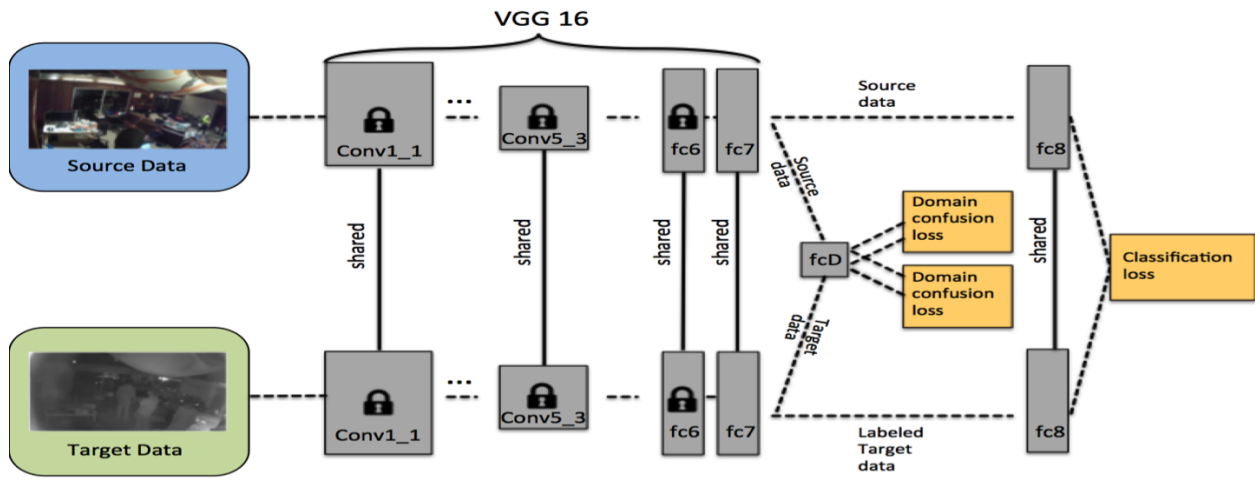 VGG 16
Source Data
Conv1_1
...
Conv5_3
fc6
fc7
Source
data
fc8
Source
data
shared
shared
shared
shared
fcD
Domain
confusion
loss
Domain
confusion
loss
shared
Classification
loss
Target
data
Target Data
Conv1_1
...
Conv5_3
fc6
fc7
Labeled
Target
data
fc8